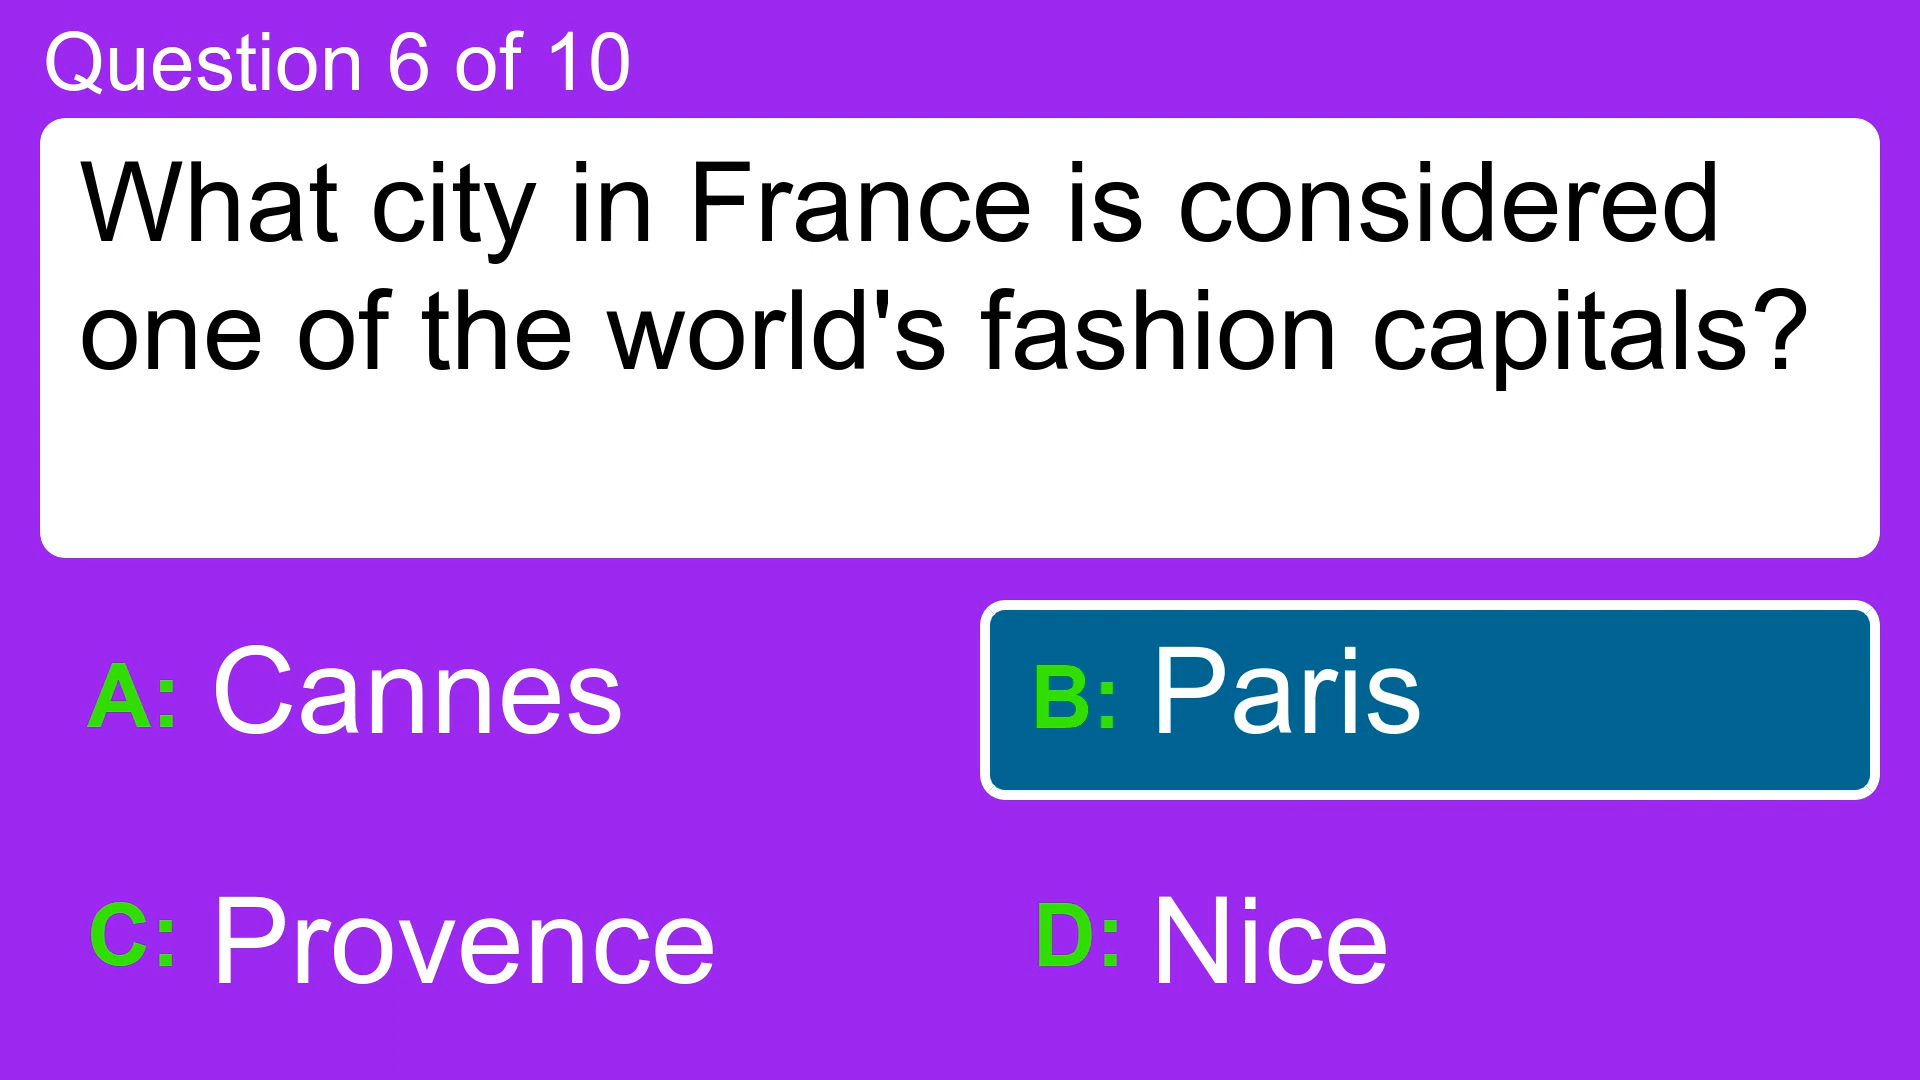 Question 6 of 10
What city in France is considered
one of the world's fashion capitals?
A: Cannes
B: Paris
C: Provence
D: Nice